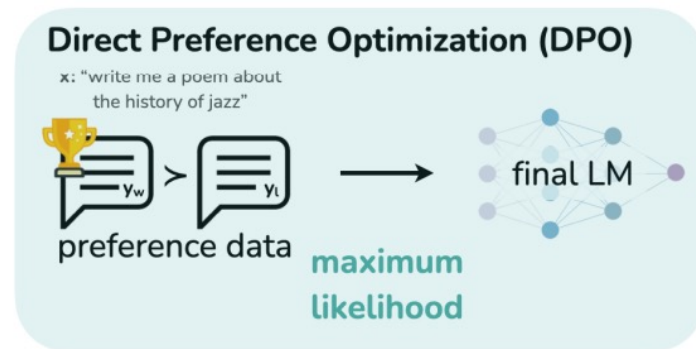 Direct Preference Optimization (DPO)
x: “write me a poem about
the history of jazz”
yw > yl
preference data
final LM
maximum
likelihood